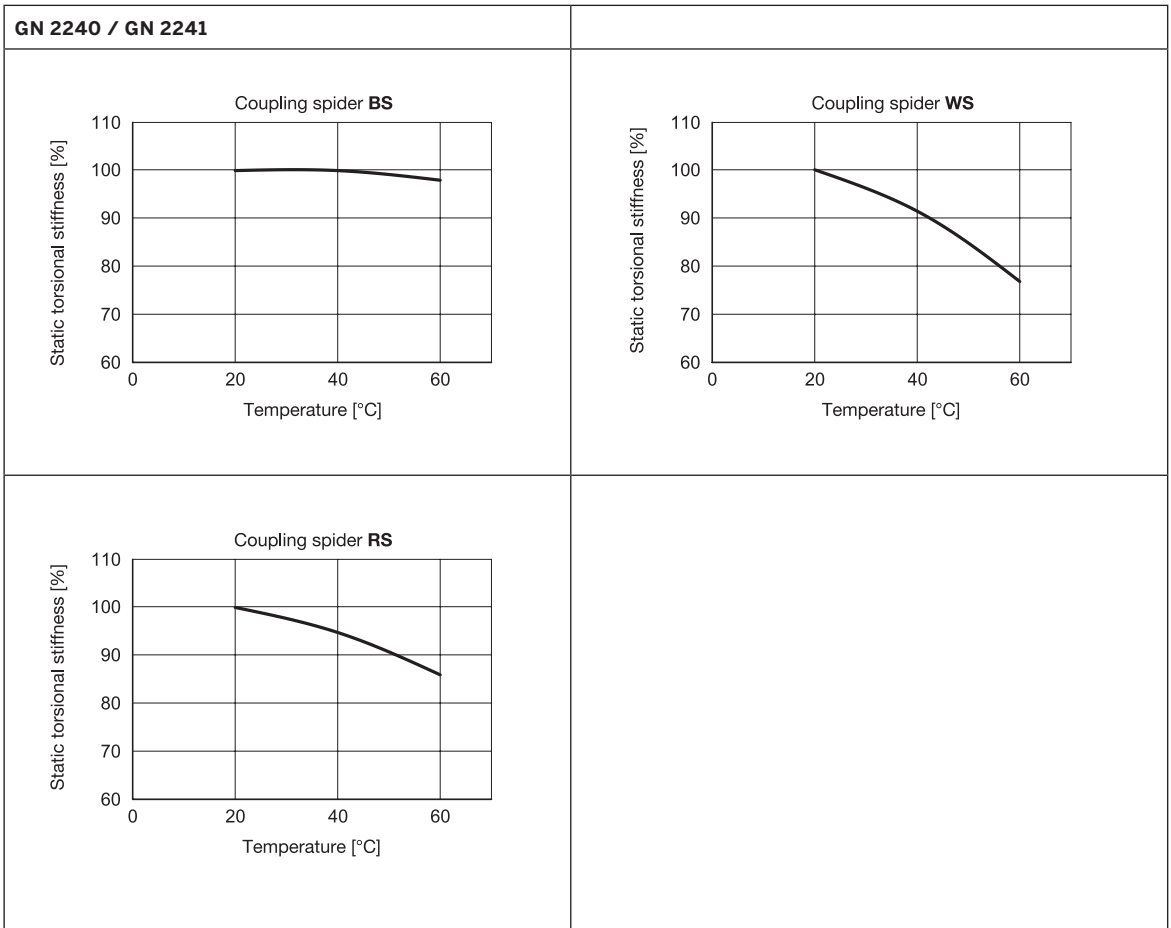 GN 2240 / GN 2241
Coupling spider BS
Static torsional stiffness [%]
110
100
90
80
70
60
0 20 40 60
Temperature [°C]
Coupling spider WS
Static torsional stiffness [%]
110
100
90
80
70
60
0 20 40 60
Temperature [°C]
Coupling spider RS
Static torsional stiffness [%]
110
100
90
80
70
60
0 20 40 60
Temperature [°C]